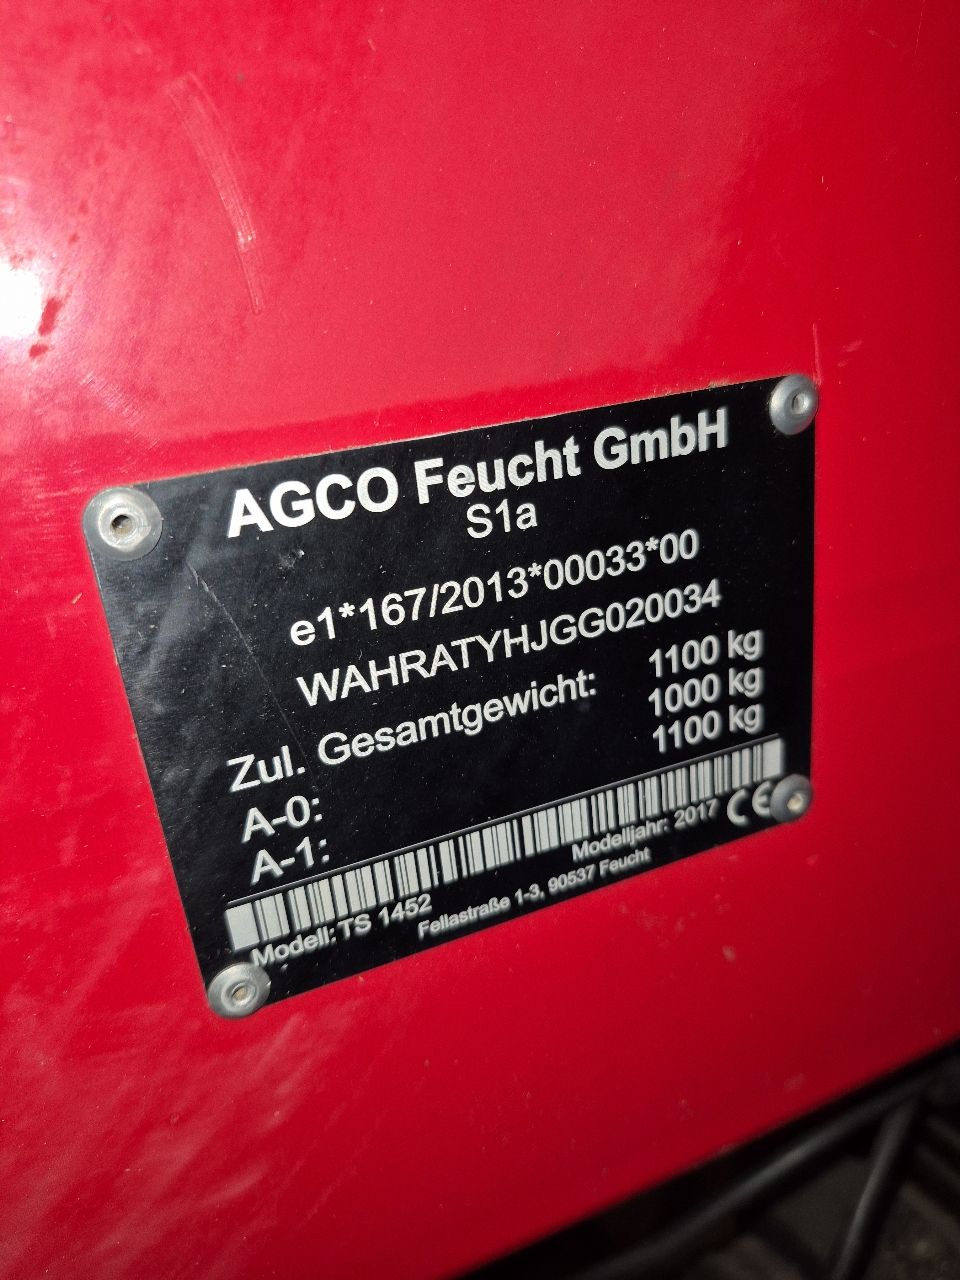 AGCO Feucht GmbH
S1a
e1*167/2013*00033*00
WAHRATYHJGG020034
Zul. Gesamtgewicht: 1100 kg
A-0: 1000 kg
A-1: 1100 kg
Modell: TS 1452 Modelljahr: 2017 CE
Fellastraße 1-3, 90537 Feucht